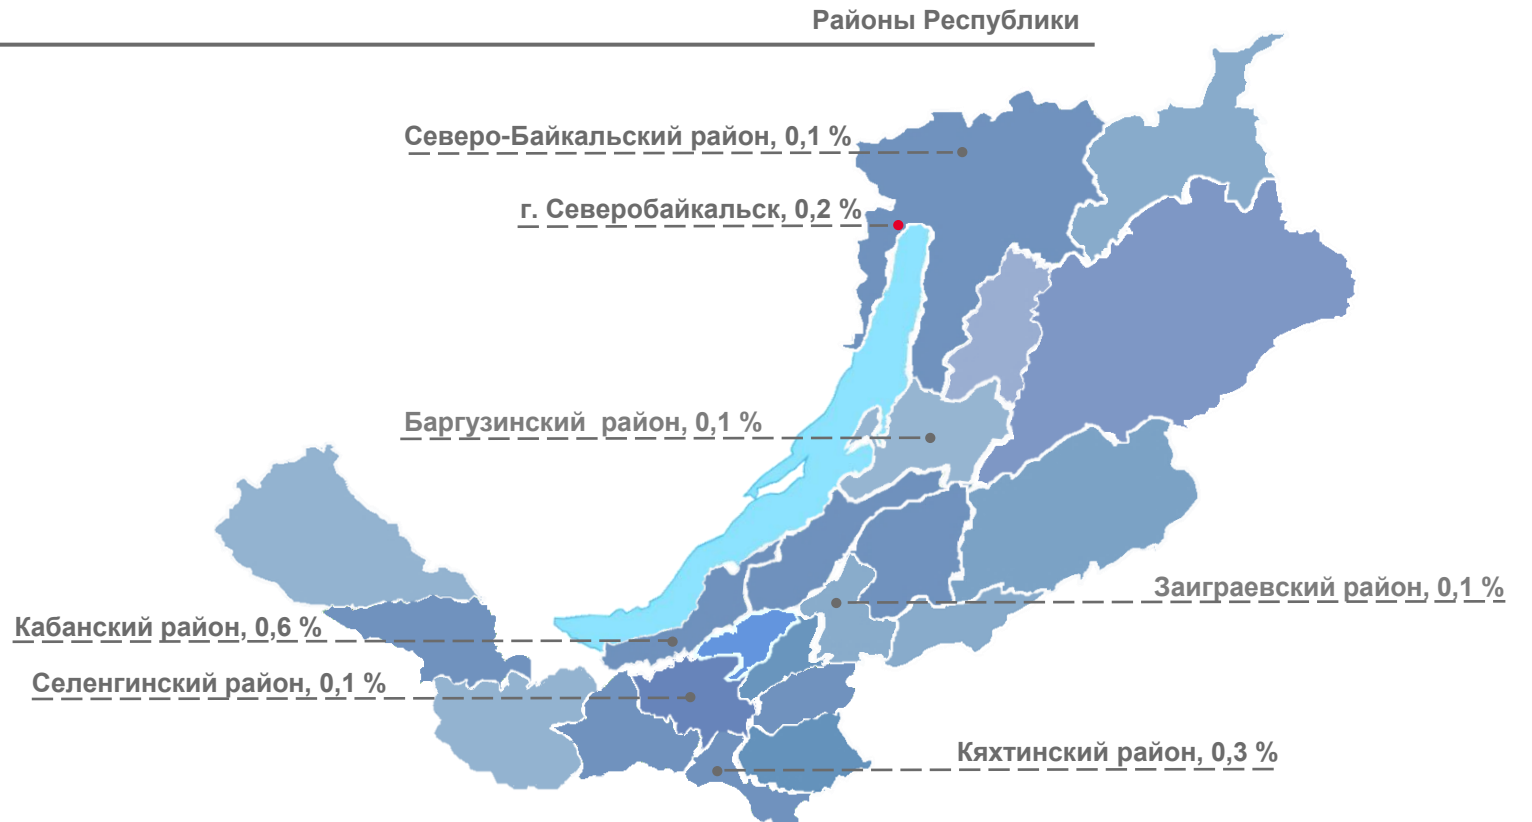 Районы Республики
Северо-Байкальский район, 0,1 %
г. Северобайкальск, 0,2 %
Баргузинский район, 0,1 %
Заиграевский район, 0,1 %
Кабанский район, 0,6 %
Селенгинский район, 0,1 %
Кяхтинский район, 0,3 %